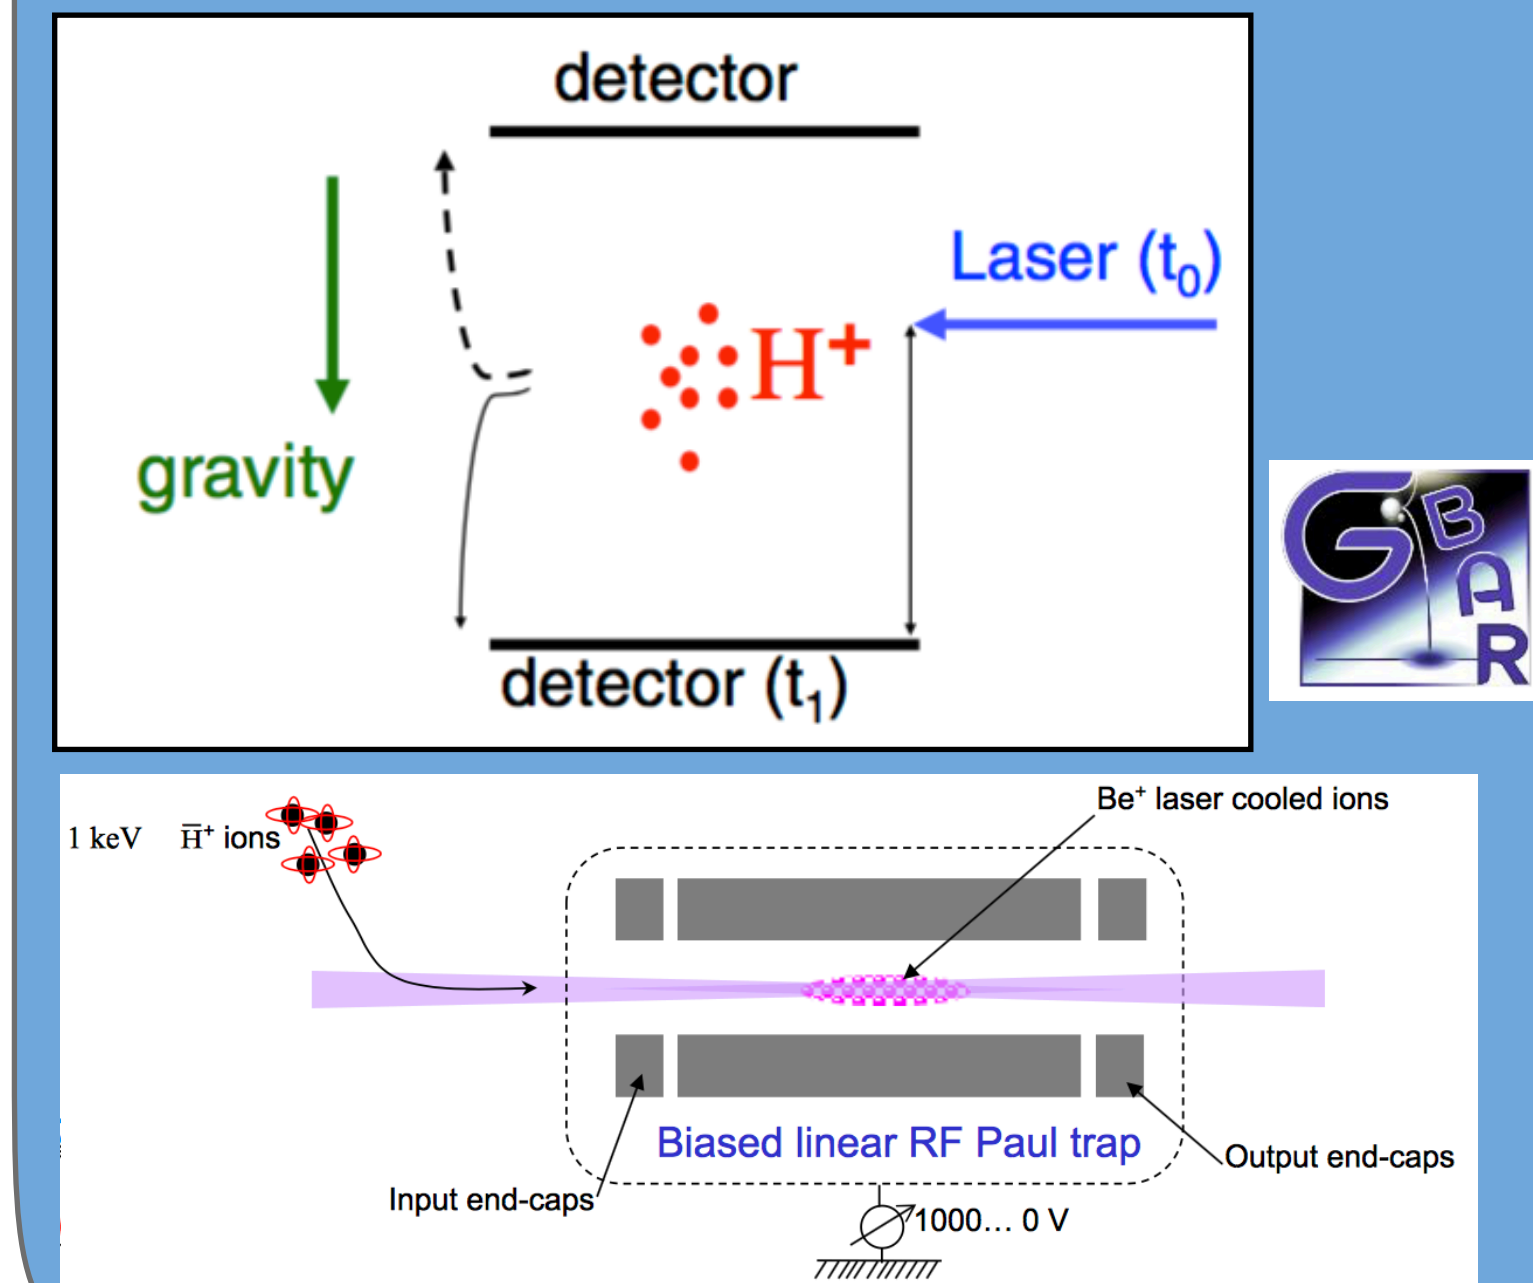 detector
Laser (t₀)
H⁺
gravity
detector (t₁)
G
B
A
R
Be⁺ laser cooled ions
1 keV H̅⁺ ions
Biased linear RF Paul trap
Output end-caps
Input end-caps
1000... 0 V